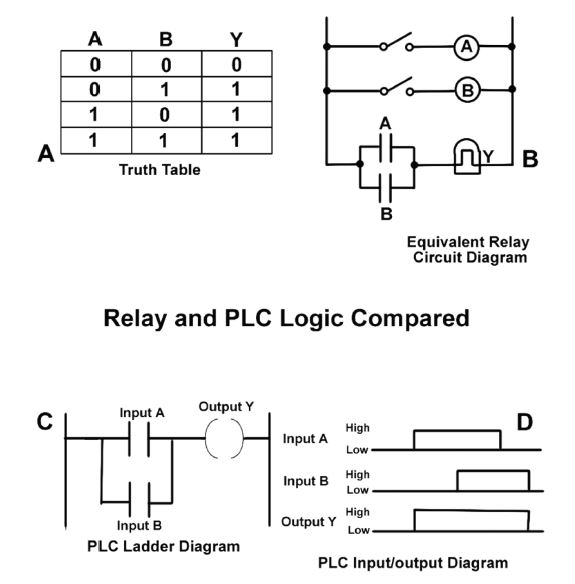 A B Y
0 0 0
0 1 1
1 0 1
1 1 1
A
Truth Table
A
B
A
Y
B
B
Equivalent Relay
Circuit Diagram
Relay and PLC Logic Compared
C
Input A
Output Y
Input B
PLC Ladder Diagram
D
Input A
High
Low
Input B
High
Low
Output Y
High
Low
PLC Input/output Diagram